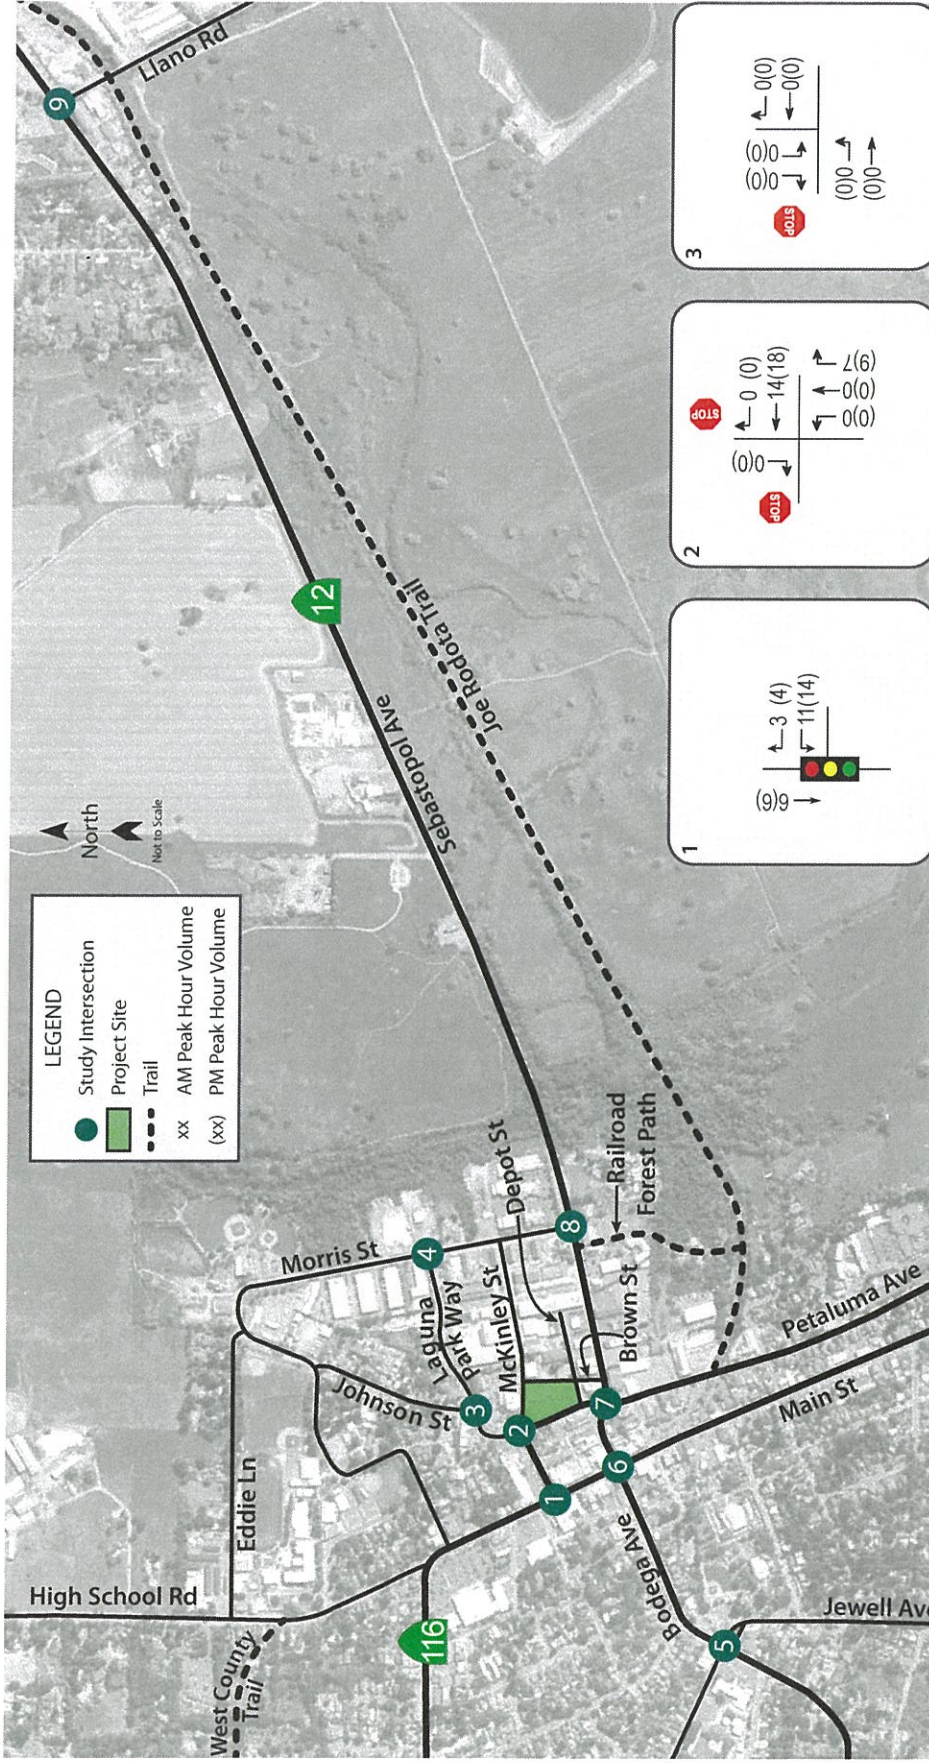 LEGEND
Study Intersection
Project Site
Trail
xx AM Peak Hour Volume
(xx) PM Peak Hour Volume
North
Not to Scale
High School Rd
West County
Trail
Eddie Ln
Morris St
Johnson St
Laguna
Park Way
McKinley St
Depot St
Brown St
Railroad
Forest Path
Bodega Ave
Jewell Av
Main St
Petaluma Ave
Sebastopol Ave
Joe Rodota Trail
Llano Rd
116
12
1
2
3
4
5
6
7
8
9
1
6(6)
3 (4)
11(14)
2
STOP
STOP
0(0)
0 (0)
14(18)
0(0)
0(0)
7(6)
3
STOP
0(0)
0(0)
0(0)
0(0)
0(0)
0(0)